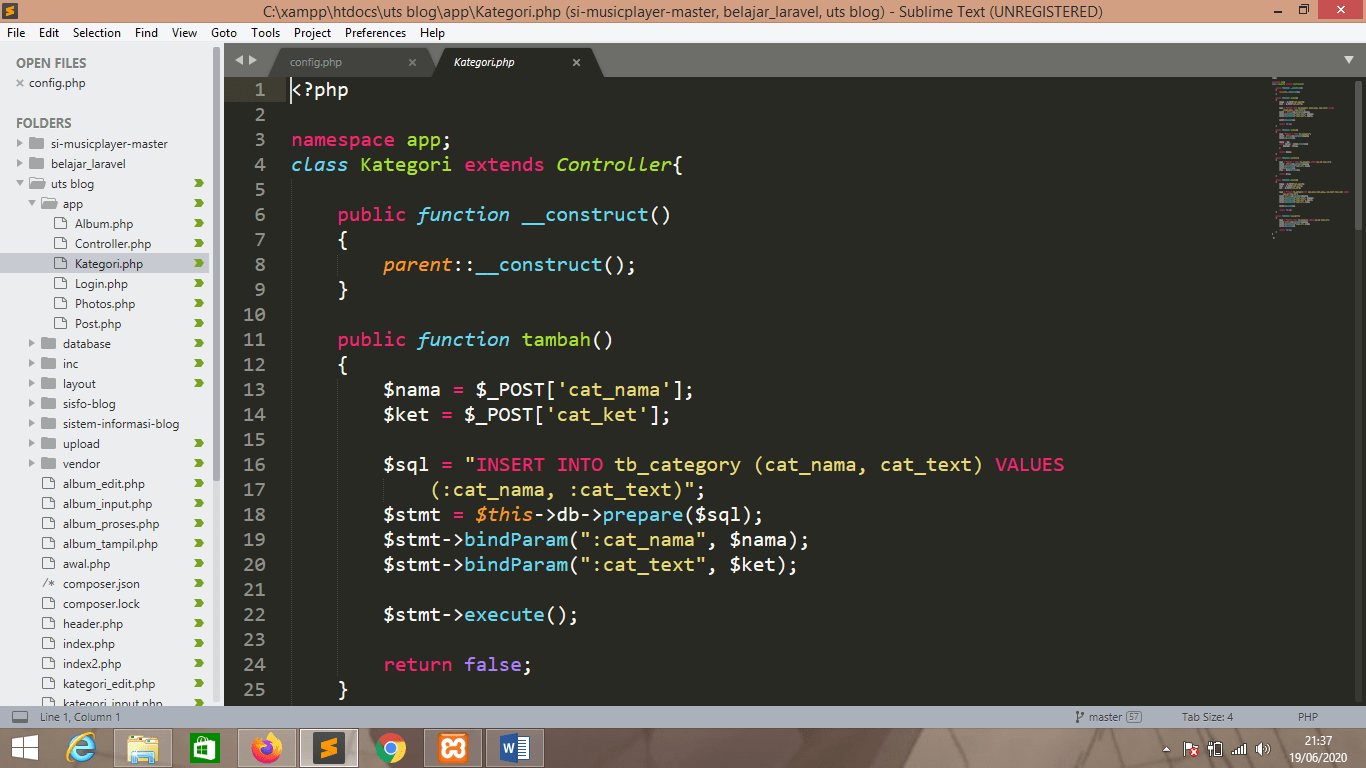 C:\xampp\htdocs\uts blog\app\Kategori.php (si-musicplayer-master, belajar_laravel, uts blog) - Sublime Text (UNREGISTERED)
File Edit Selection Find View Goto Tools Project Preferences Help
OPEN FILES
config.php
FOLDERS
si-musicplayer-master
belajar_laravel
uts blog
app
Album.php
Controller.php
Kategori.php
Login.php
Photos.php
Post.php
database
inc
layout
sisfo-blog
sistem-informasi-blog
upload
vendor
album_edit.php
album_input.php
album_proses.php
album_tampil.php
awal.php
/* composer.json
composer.lock
header.php
index.php
index2.php
kategori_edit.php
kategori_input.php
config.php Kategori.php
1 <?php
2
3 namespace app;
4 class Kategori extends Controller{
5
6 public function __construct()
7 {
8 parent::__construct();
9 }
10
11 public function tambah()
12 {
13 $nama = $_POST['cat_nama'];
14 $ket = $_POST['cat_ket'];
15
16 $sql = "INSERT INTO tb_category (cat_nama, cat_text) VALUES
17 (:cat_nama, :cat_text)";
18 $stmt = $this->db->prepare($sql);
19 $stmt->bindParam(":cat_nama", $nama);
20 $stmt->bindParam(":cat_text", $ket);
21
22 $stmt->execute();
23
24 return false;
25 }
Line 1, Column 1 master 57 Tab Size: 4 PHP
21:37
19/06/2020